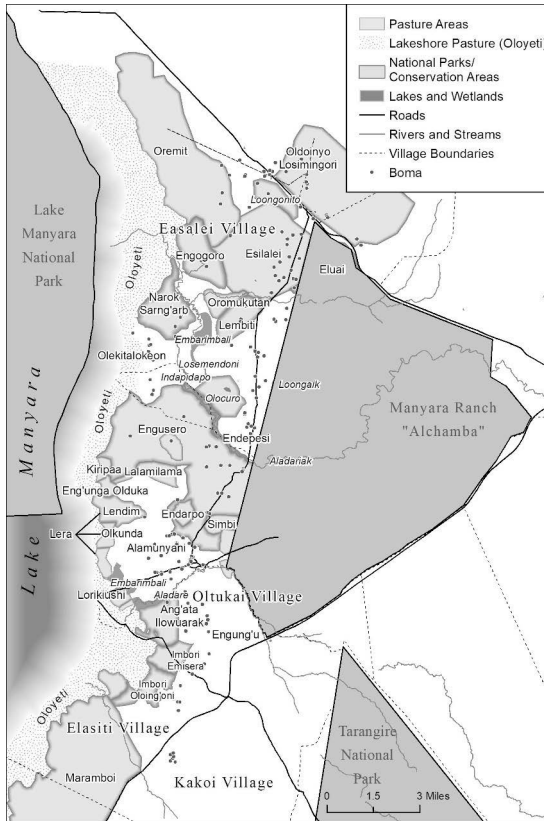 Pasture Areas
Lakeshore Pasture (Oloyeti)
National Parks/
Conservation Areas
Lakes and Wetlands
Roads
Rivers and Streams
Village Boundaries
Boma
Oremit
Oldoinyo
Losimingori
Loongonito
Lake
Manyara
National
Park
Easalei Village
Oloyeti
Engogoro
Esilalei
Eluai
Narok
Sarng'arb
Oromukutan
Lembiti
Embarimbali
Olekitalokeon
Losemendoni
Indapidapo
Loongaik
Olocuro
Manyara Ranch
"Alchamba"
Oloyeti
Engusero
Endepesi
Aladariak
Kiripaa
Lalamilama
Eng'unga Olduka
Lendim
Endarpo
Simbi
Lera
Olkunda
Alamunyani
Embarimbali
Lorikiushi
Aladare
Oltukai Village
Ang'ata
Ilowuarak
Engung'u
Imbori
Emisera
Imbori
Oloing'oni
Oloyeti
Elasiti Village
Maramboi
Kakoi Village
Tarangire
National
Park
0 1.5 3 Miles
Lake Manyara